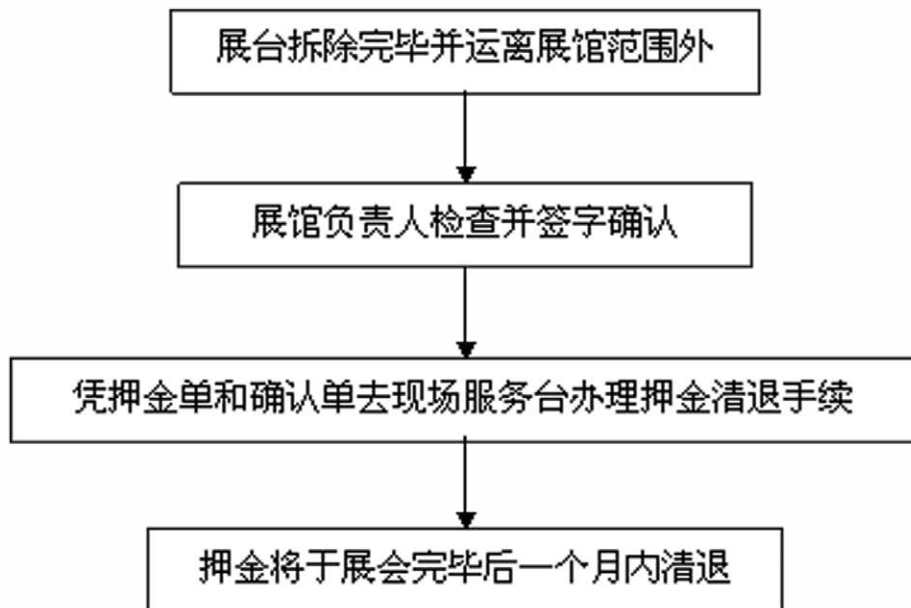 展台拆除完毕并运离展馆范围外
展馆负责人检查并签字确认
凭押金单和确认单去现场服务台办理押金清退手续
押金将于展会完毕后一个月内清退